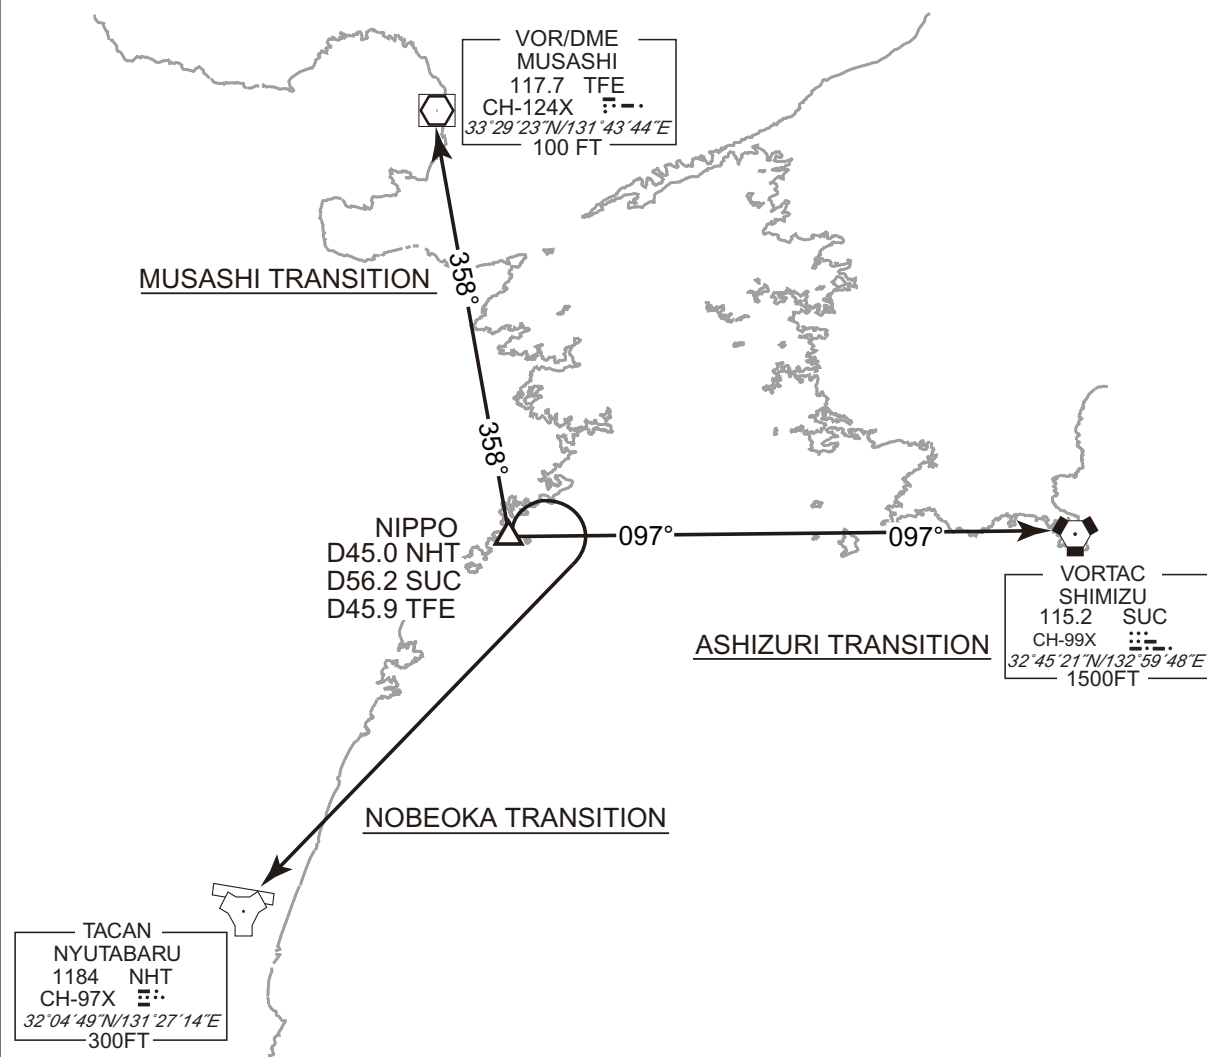 VOR/DME
MUSASHI
117.7 TFE
CH-124X
33°29′23″N/131°43′44″E
100 FT
MUSASHI TRANSITION
358°
358°
NIPPO
D45.0 NHT
D56.2 SUC
D45.9 TFE
097°
097°
VORTAC
SHIMIZU
115.2 SUC
CH-99X
32°45′21″N/132°59′48″E
1500FT
ASHIZURI TRANSITION
NOBEOKA TRANSITION
TACAN
NYUTABARU
1184 NHT
CH-97X
32°04′49″N/131°27′14″E
300FT